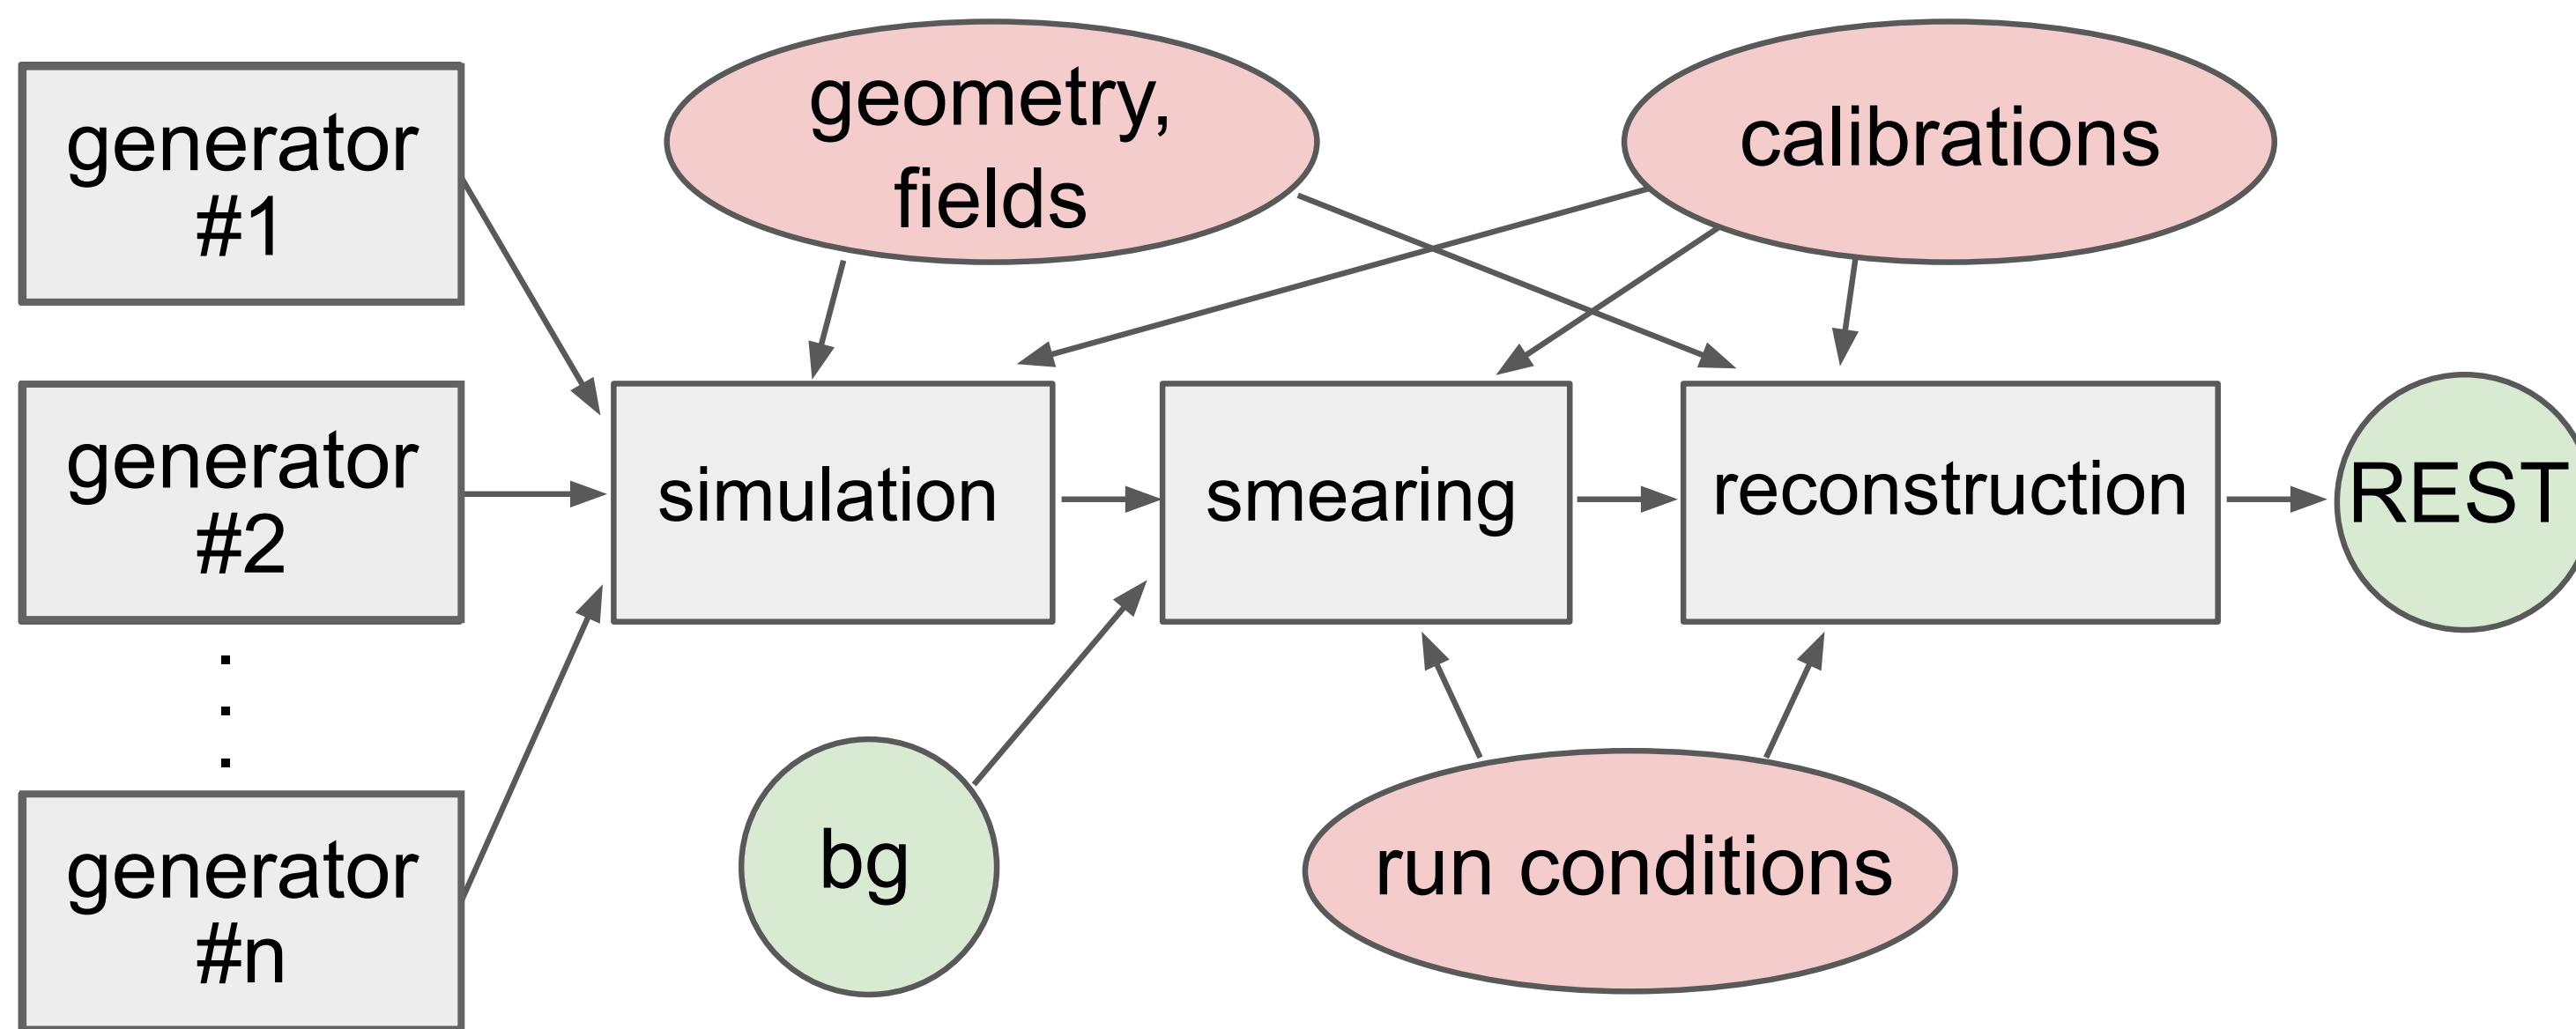 generator
#1
geometry,
fields
calibrations
generator
#2
simulation
smearing
reconstruction
REST
generator
#n
bg
run conditions